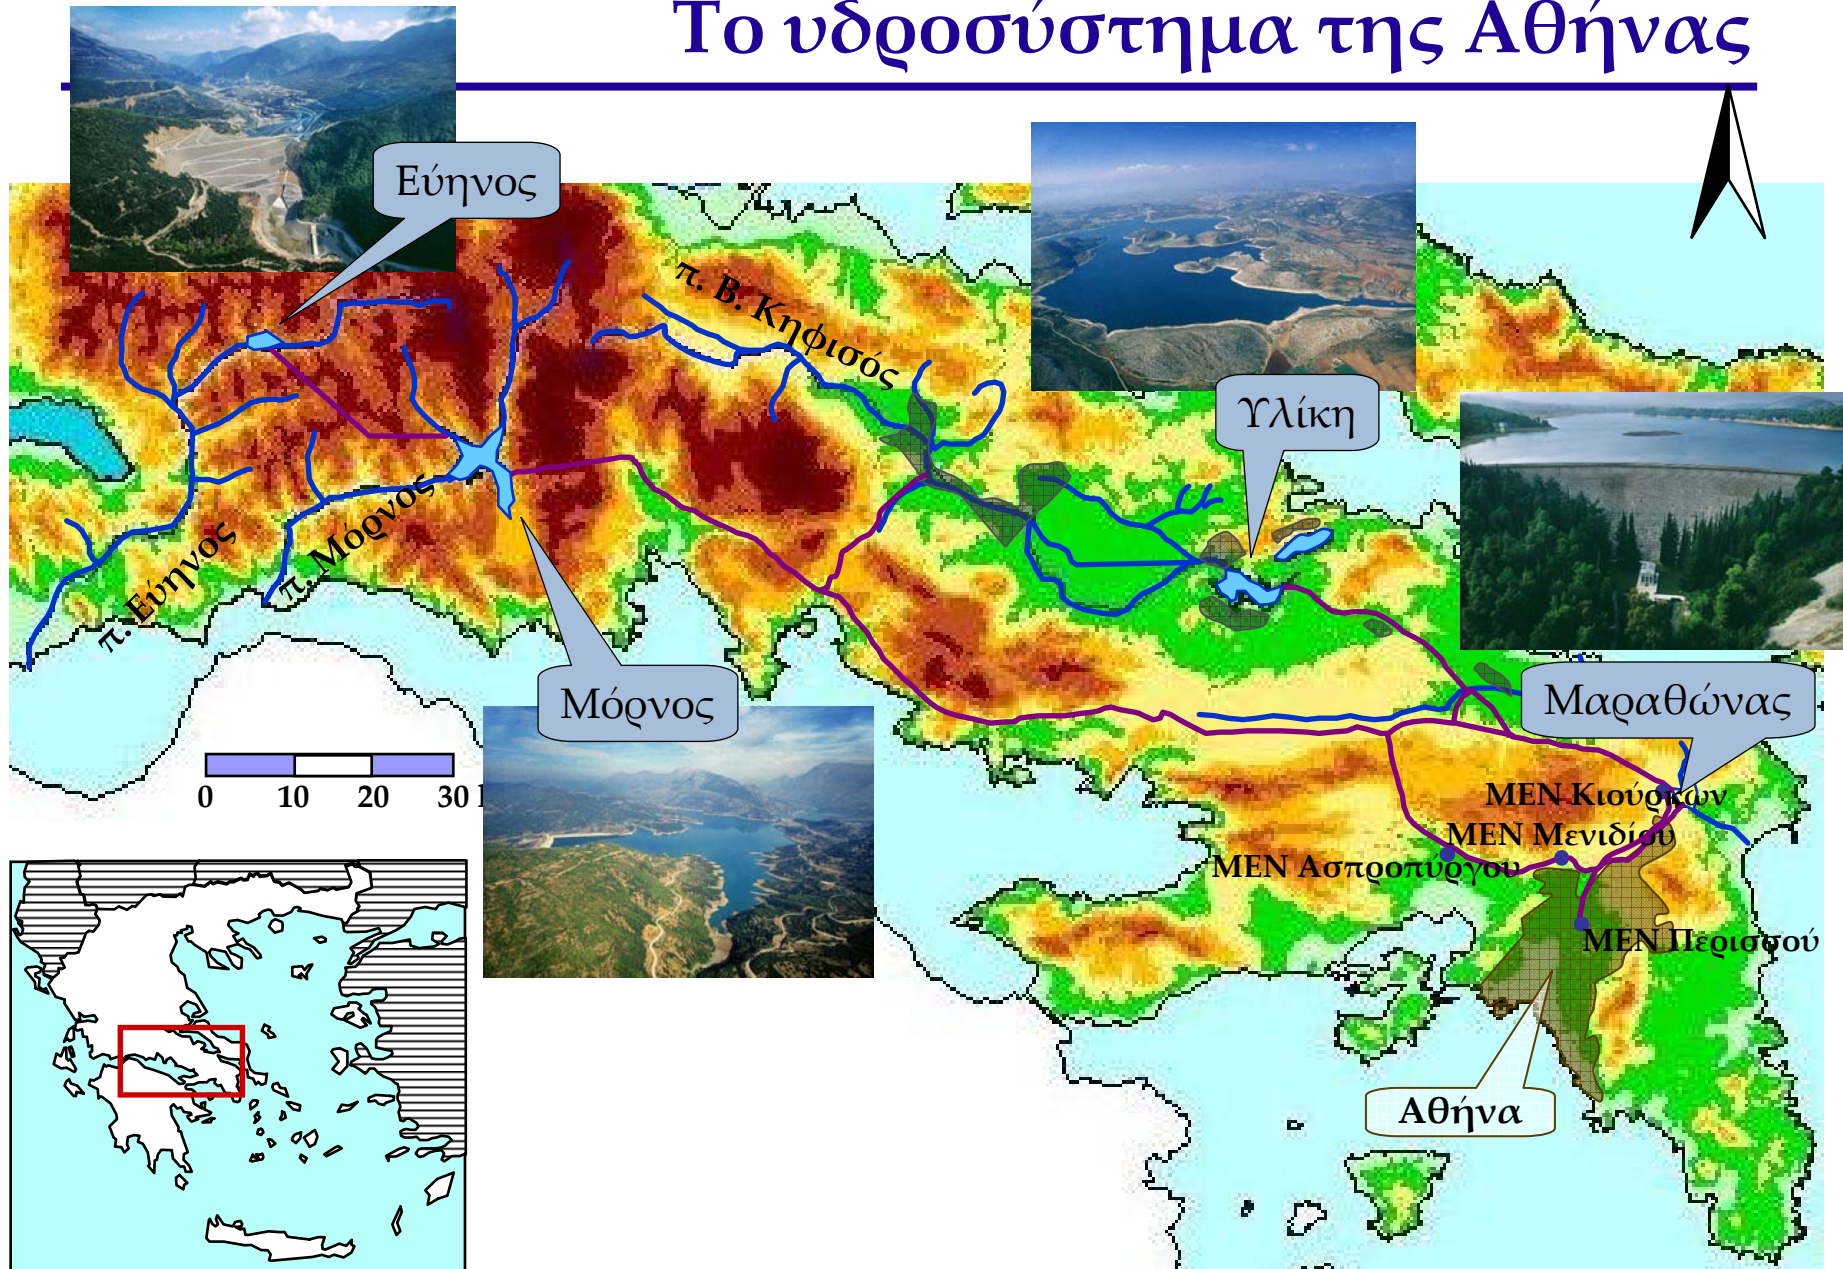 Το υδροσύστημα της Αθήνας
Εύηνος
π. Β. Κηφισός
Υλίκη
π. Εύηνος
π. Μόρνος
Μόρνος
Μαραθώνας
0 10 20 30
ΜΕΝ Κιούρκων
ΜΕΝ Μενιδίου
ΜΕΝ Ασπροπύργου
ΜΕΝ Περισσού
Αθήνα